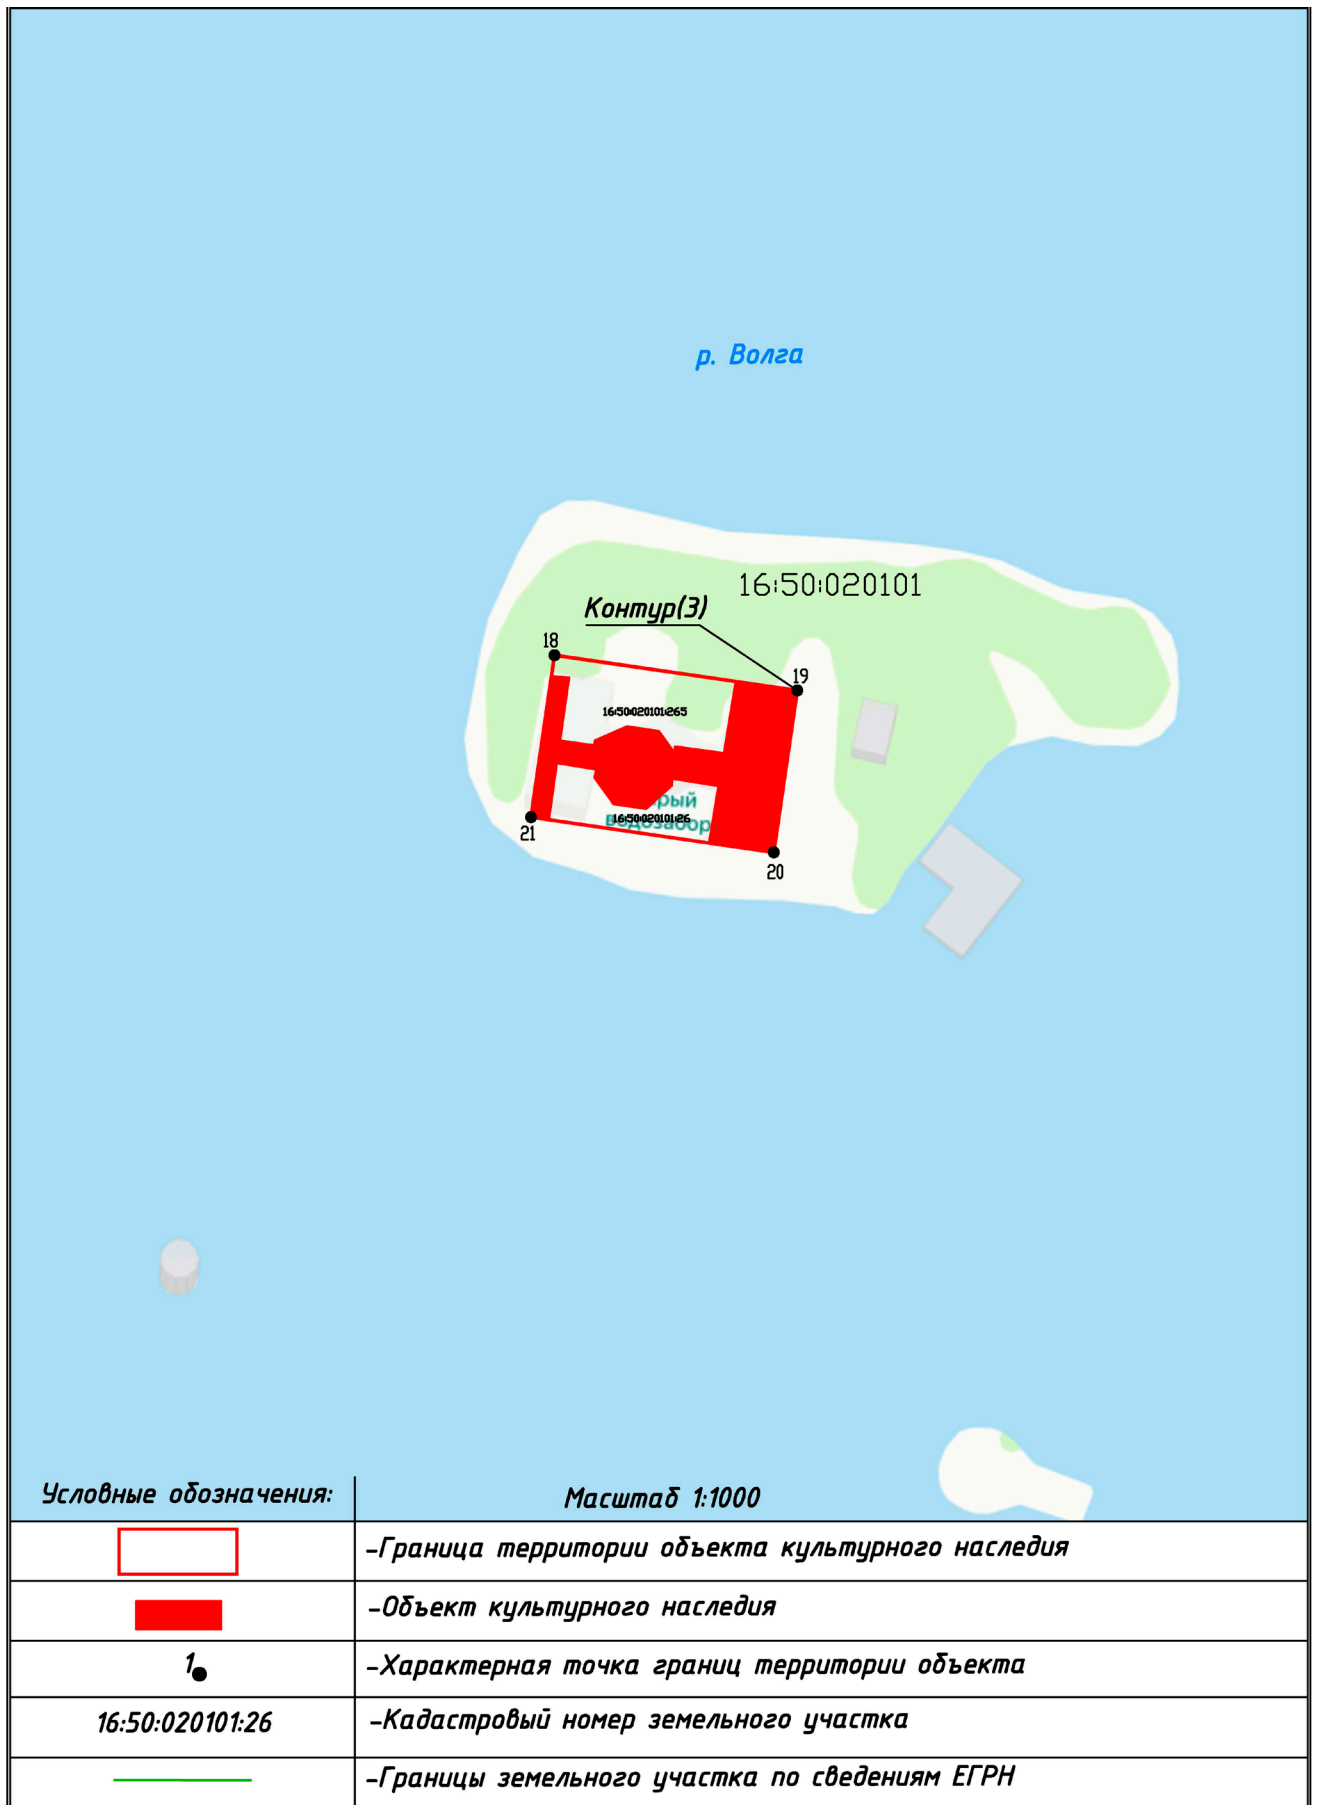 р. Волга
16:50:020101
Контур(3)
18
19
16:50:020101:265
рый
16:50:020101:26
водозабор
21
20
Условные обозначения:
Масштаб 1:1000
-Граница территории объекта культурного наследия
-Объект культурного наследия
1
-Характерная точка границ территории объекта
16:50:020101:26
-Кадастровый номер земельного участка
-Границы земельного участка по сведениям ЕГРН